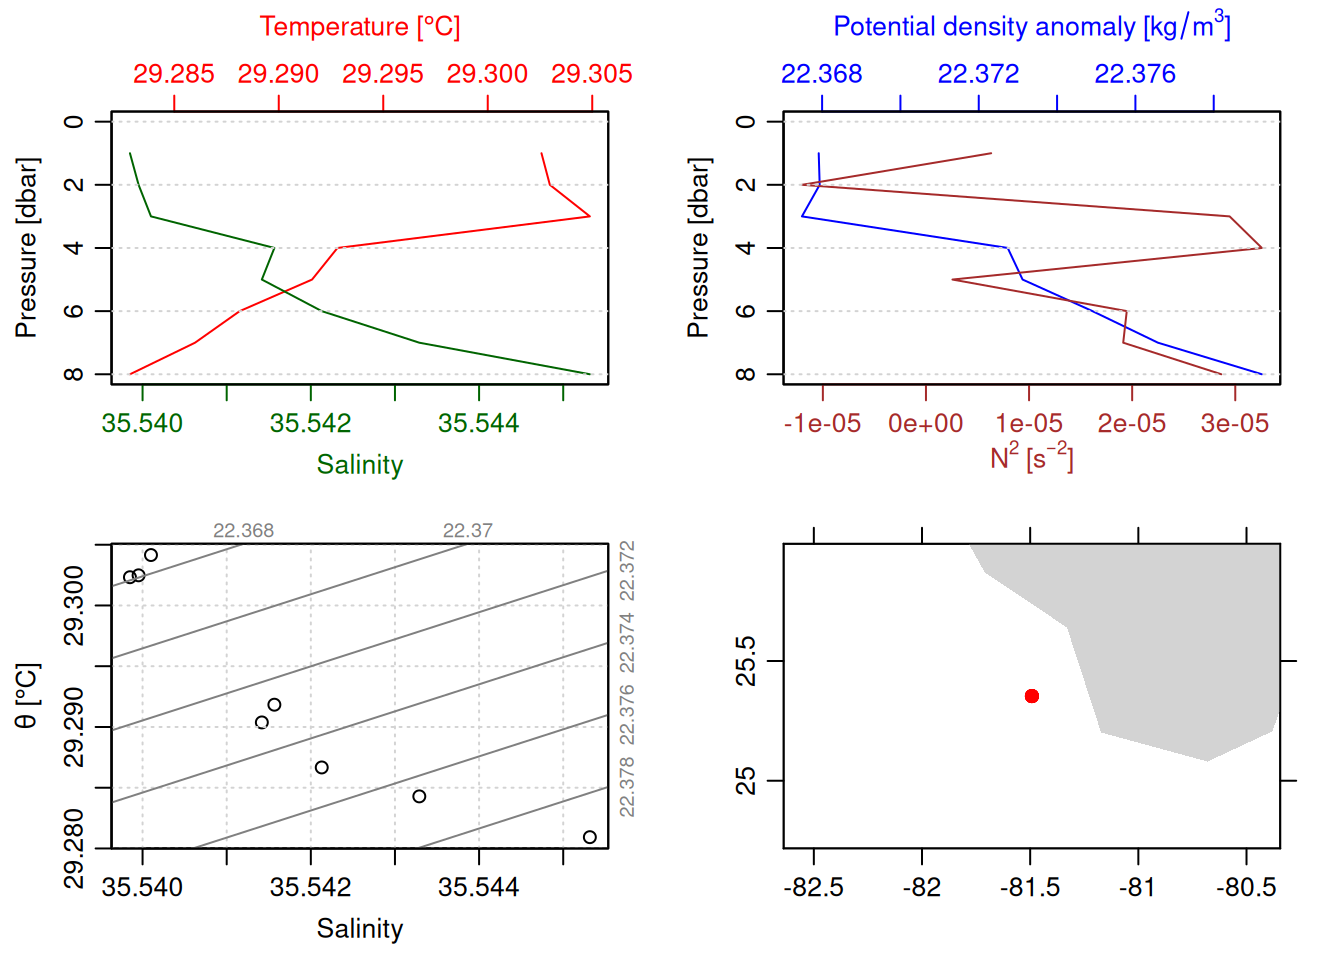 Temperature [°C]
29.285 29.290 29.295 29.300 29.305
Pressure [dbar]
0
2
4
6
8
35.540 35.542 35.544
Salinity
Potential density anomaly [kg/m³]
22.368 22.372 22.376
Pressure [dbar]
0
2
4
6
8
-1e-05 0e+00 1e-05 2e-05 3e-05
N² [s⁻²]
22.368 22.37
22.372
22.374
22.376
22.378
θ [°C]
29.300
29.290
29.280
35.540 35.542 35.544
Salinity
25.5
25
-82.5 -82 -81.5 -81 -80.5